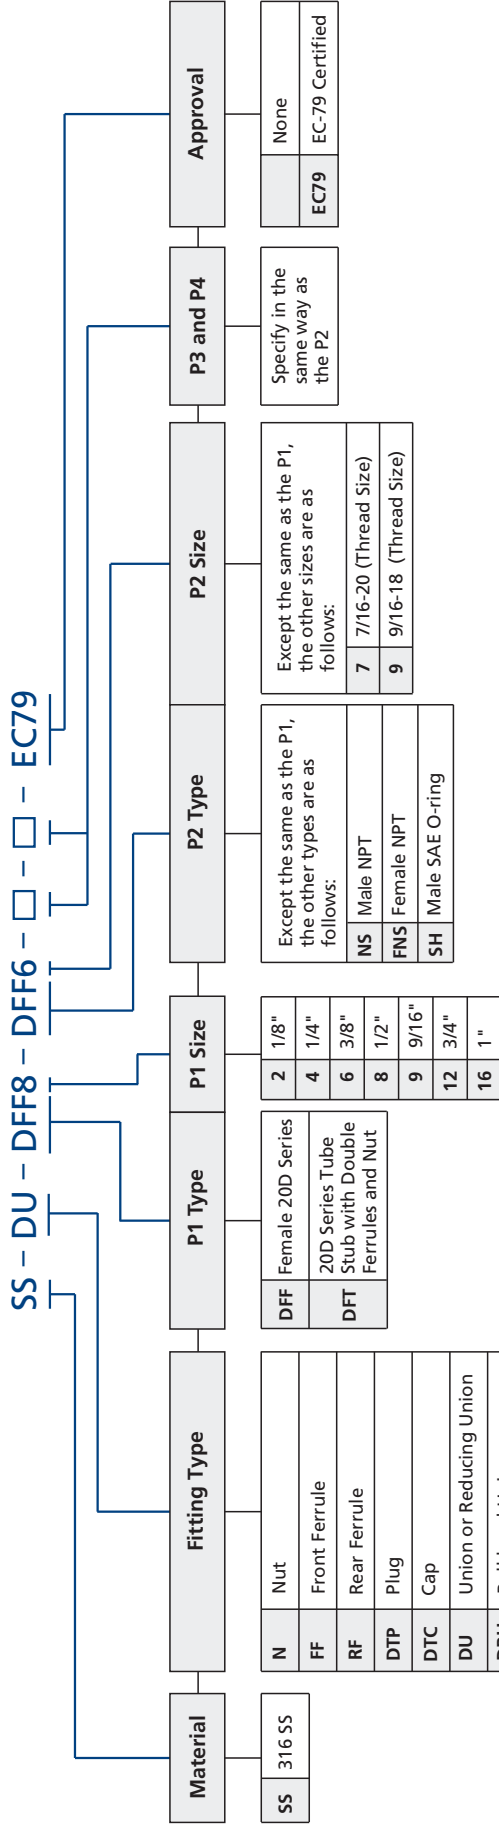 SS – DU – DFF8 – DFF6 – □ – □ – EC79
Material
SS 316 SS
Fitting Type
N Nut
FF Front Ferrule
RF Rear Ferrule
DTP Plug
DTC Cap
DU Union or Reducing Union
P1 Type
DFF Female 20D Series
DFT 20D Series Tube
Stub with Double
Ferrules and Nut
P1 Size
2 1/8"
4 1/4"
6 3/8"
8 1/2"
9 9/16"
12 3/4"
16 1"
P2 Type
Except the same as the P1,
the other types are as
follows:
NS Male NPT
FNS Female NPT
SH Male SAE O-ring
P2 Size
Except the same as the P1,
the other sizes are as
follows:
7 7/16-20 (Thread Size)
9 9/16-18 (Thread Size)
P3 and P4
Specify in the
same way as
the P2
Approval
None
EC79 EC-79 Certified